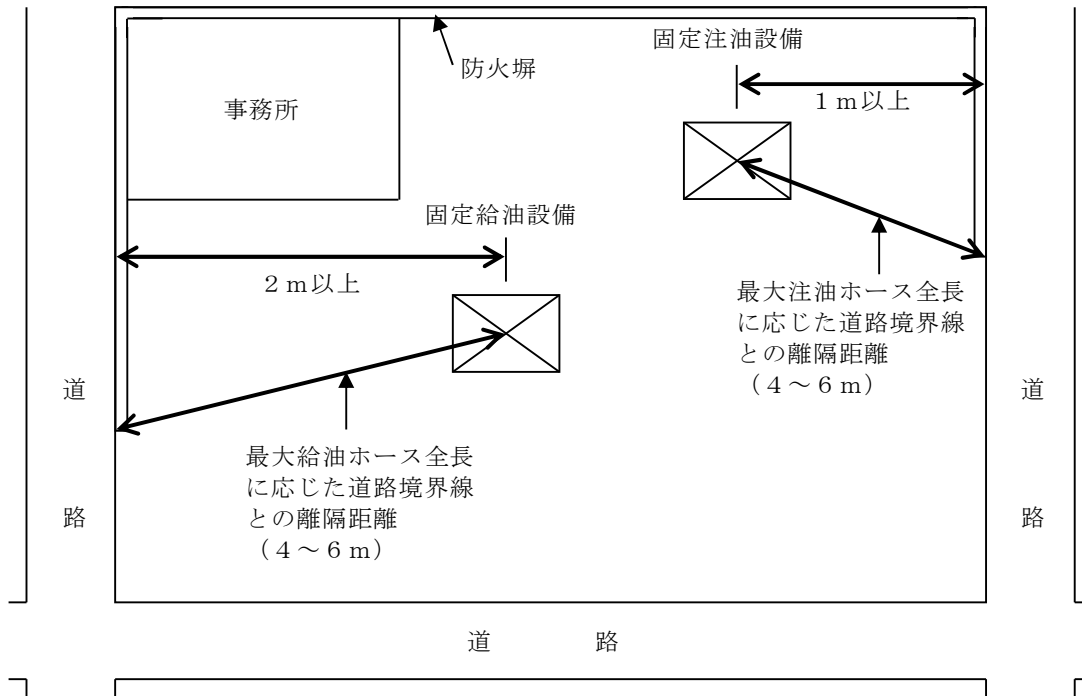 固定注油設備
防火塀
1m以上
事務所
固定給油設備
2m以上
最大注油ホース全長
に応じた道路境界線
との離隔距離
(4~6m)
道
路
道
路
最大給油ホース全長
に応じた道路境界線
との離隔距離
(4~6m)
道 路